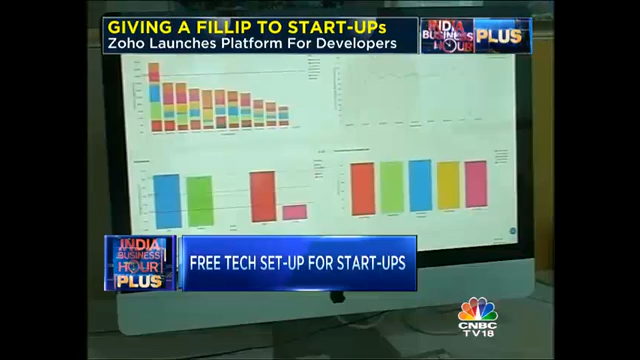 GIVING A FILLIP TO START-UPs
Zoho Launches Platform For Developers
INDIA
BUSINESS
HOUR
PLUS
INDIA
BUSINESS
HOUR
PLUS
FREE TECH SET-UP FOR START-UPS
CNBC
TV18